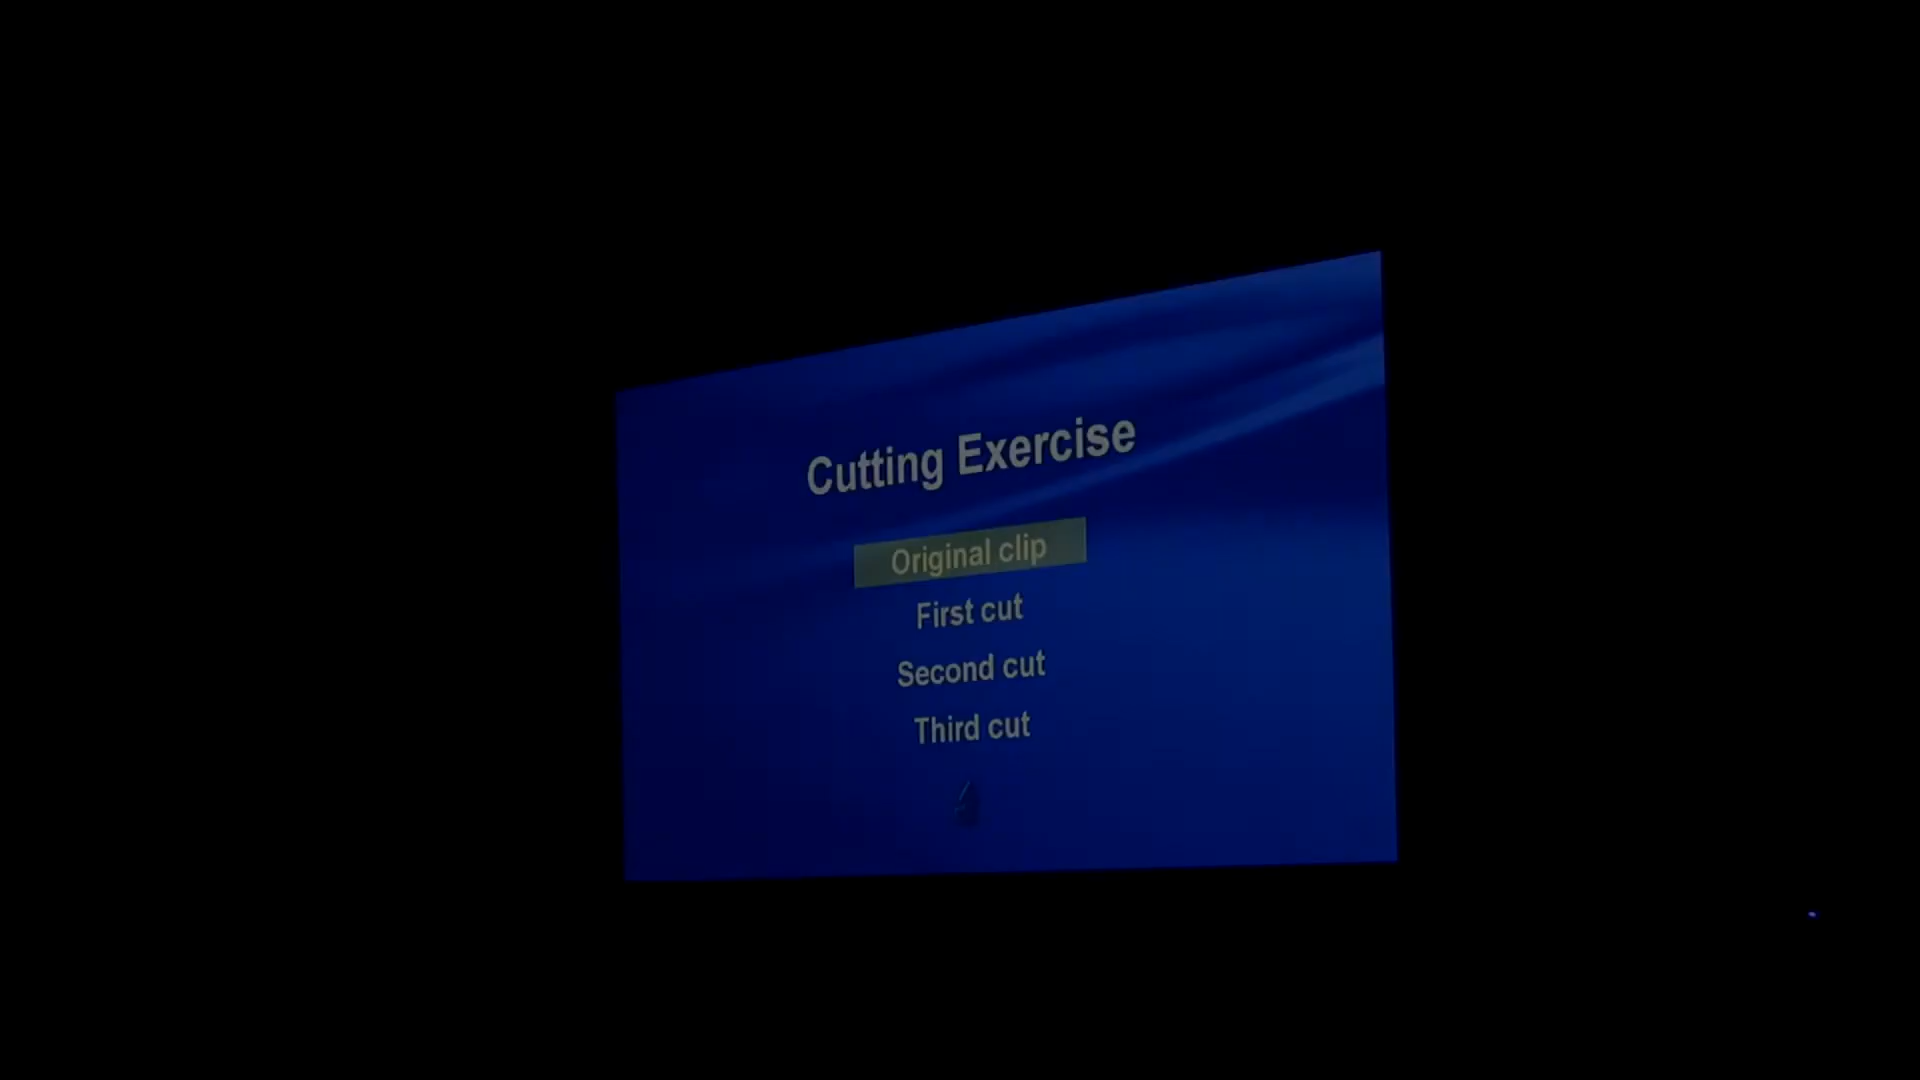 Cutting Exercise
Original clip
First cut
Second cut
Third cut